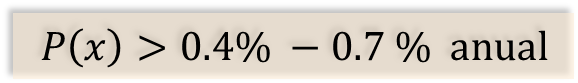 P(x) > 0.4% − 0.7 % anual